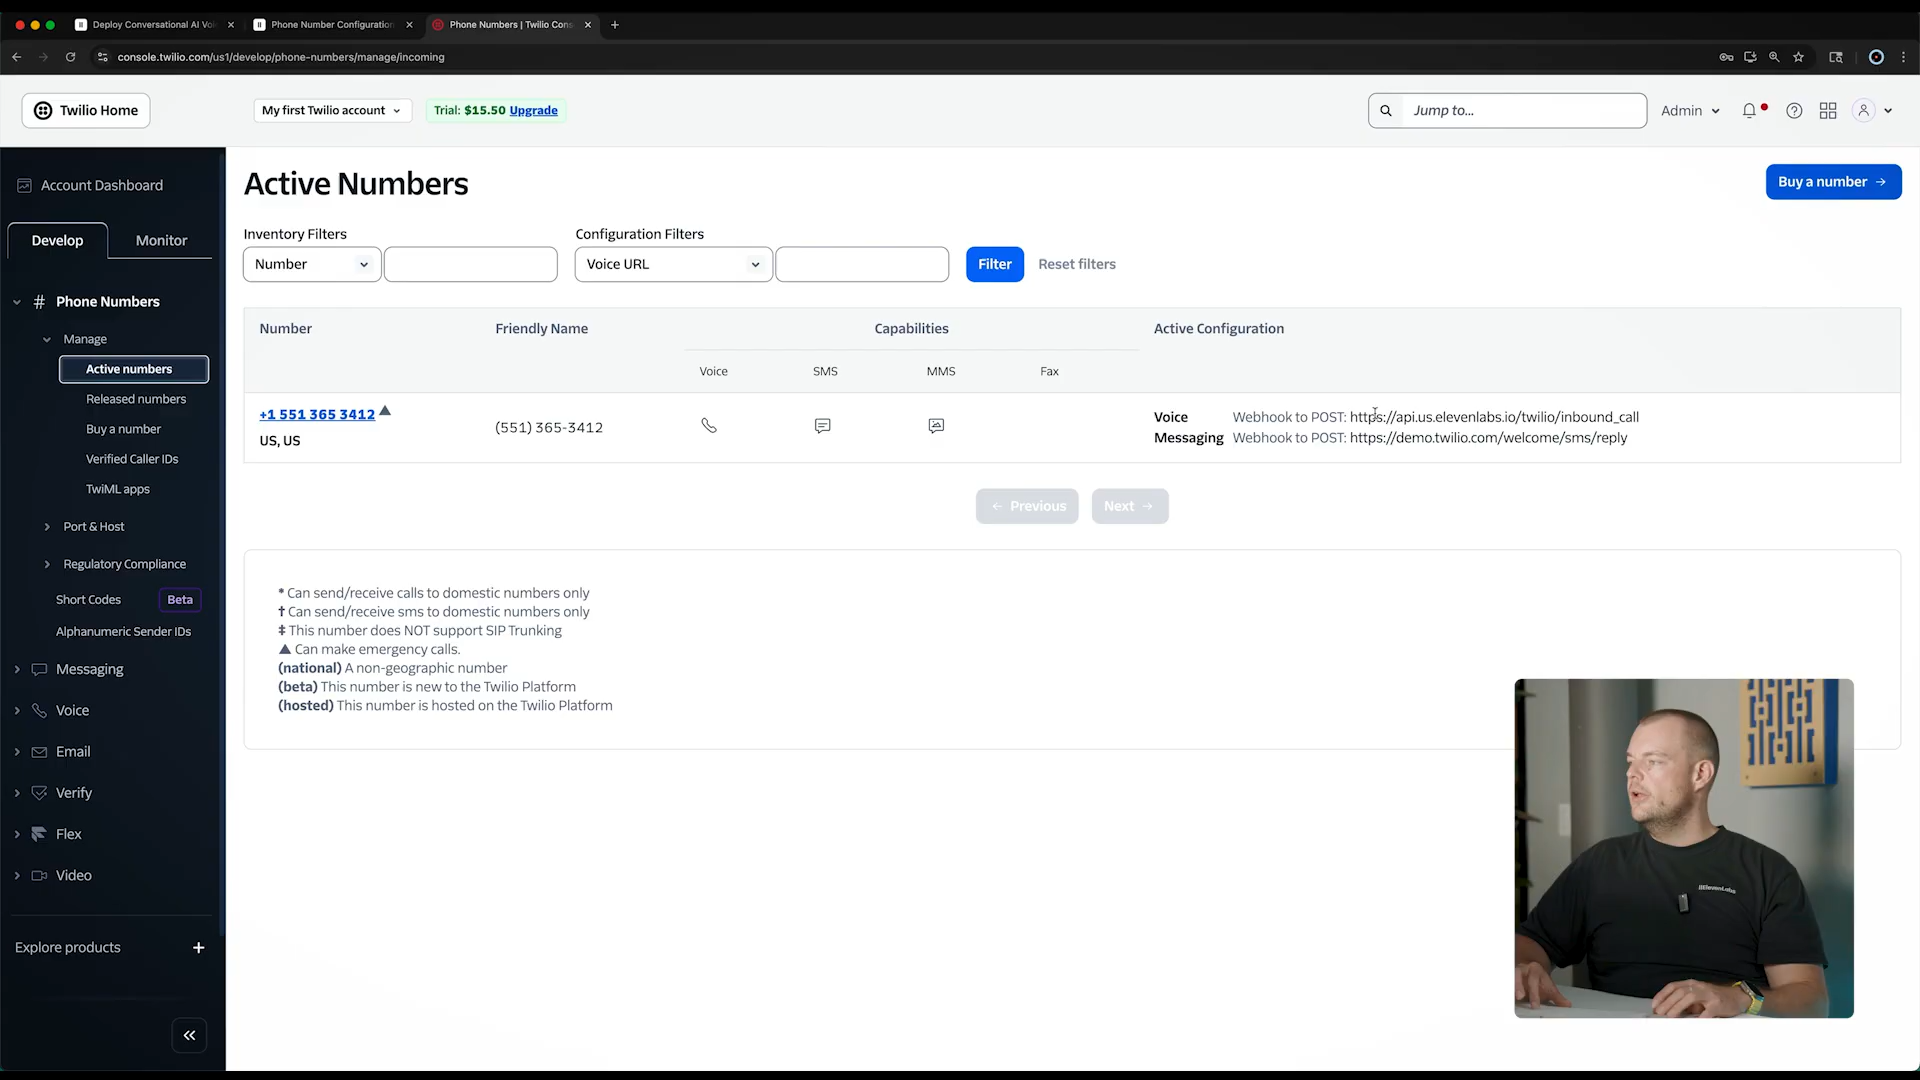 Deploy Conversational AI Voi
Phone Number Configuration
Phone Numbers | Twilio Cons
console.twilio.com/us1/develop/phone-numbers/manage/incoming
Twilio Home
My first Twilio account
Trial: $15.50 Upgrade
Jump to...
Admin
Account Dashboard
Develop
Monitor
# Phone Numbers
Manage
Active numbers
Released numbers
Buy a number
Verified Caller IDs
TwiML apps
Port & Host
Regulatory Compliance
Short Codes
Beta
Alphanumeric Sender IDs
Messaging
Voice
Email
Verify
Flex
Video
Explore products
+
Active Numbers
Buy a number →
Inventory Filters
Configuration Filters
Number
Voice URL
Filter
Reset filters
Number
Friendly Name
Capabilities
Active Configuration
Voice
SMS
MMS
Fax
+1 551 365 3412 ▲
US, US
(551) 365-3412
Voice Webhook to POST: https://api.us.elevenlabs.io/twilio/inbound_call
Messaging Webhook to POST: https://demo.twilio.com/welcome/sms/reply
← Previous
Next →
* Can send/receive calls to domestic numbers only
† Can send/receive sms to domestic numbers only
‡ This number does NOT support SIP Trunking
▲ Can make emergency calls.
(national) A non-geographic number
(beta) This number is new to the Twilio Platform
(hosted) This number is hosted on the Twilio Platform
IIElevenLabs